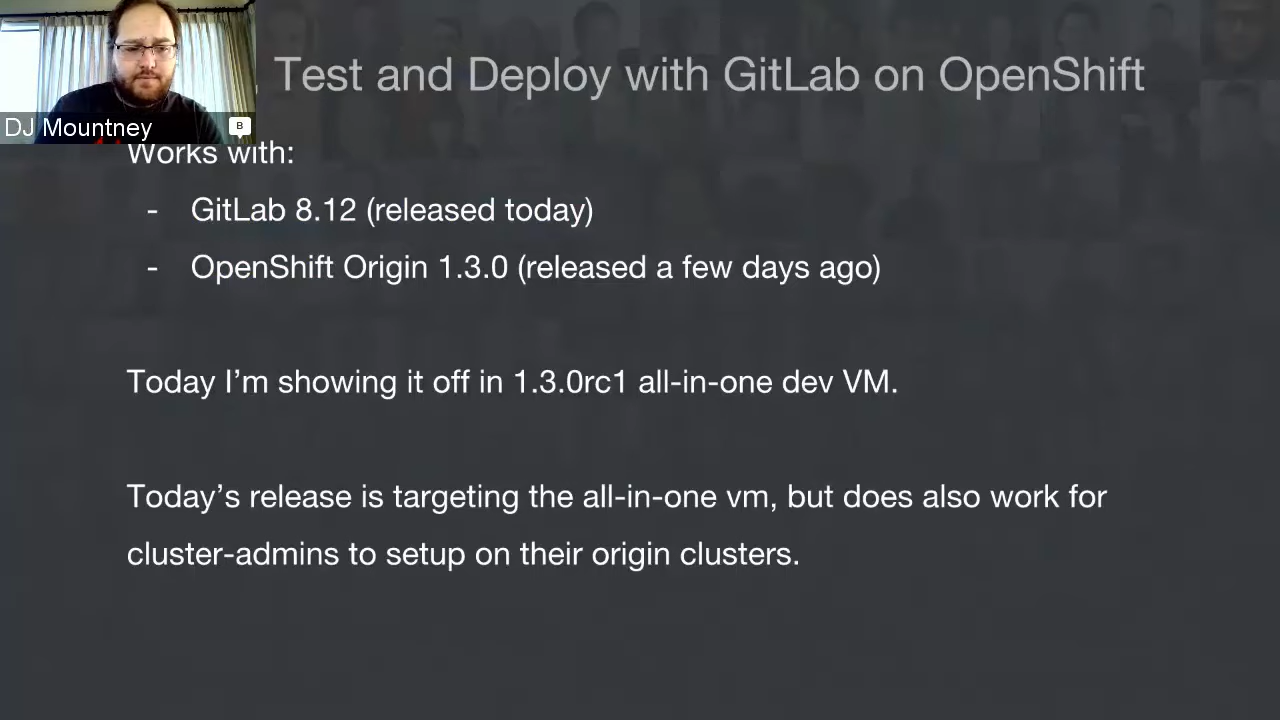 Test and Deploy with GitLab on OpenShift
DJ Mountney
B
Works with:
- GitLab 8.12 (released today)
- OpenShift Origin 1.3.0 (released a few days ago)
Today I’m showing it off in 1.3.0rc1 all-in-one dev VM.
Today’s release is targeting the all-in-one vm, but does also work for
cluster-admins to setup on their origin clusters.